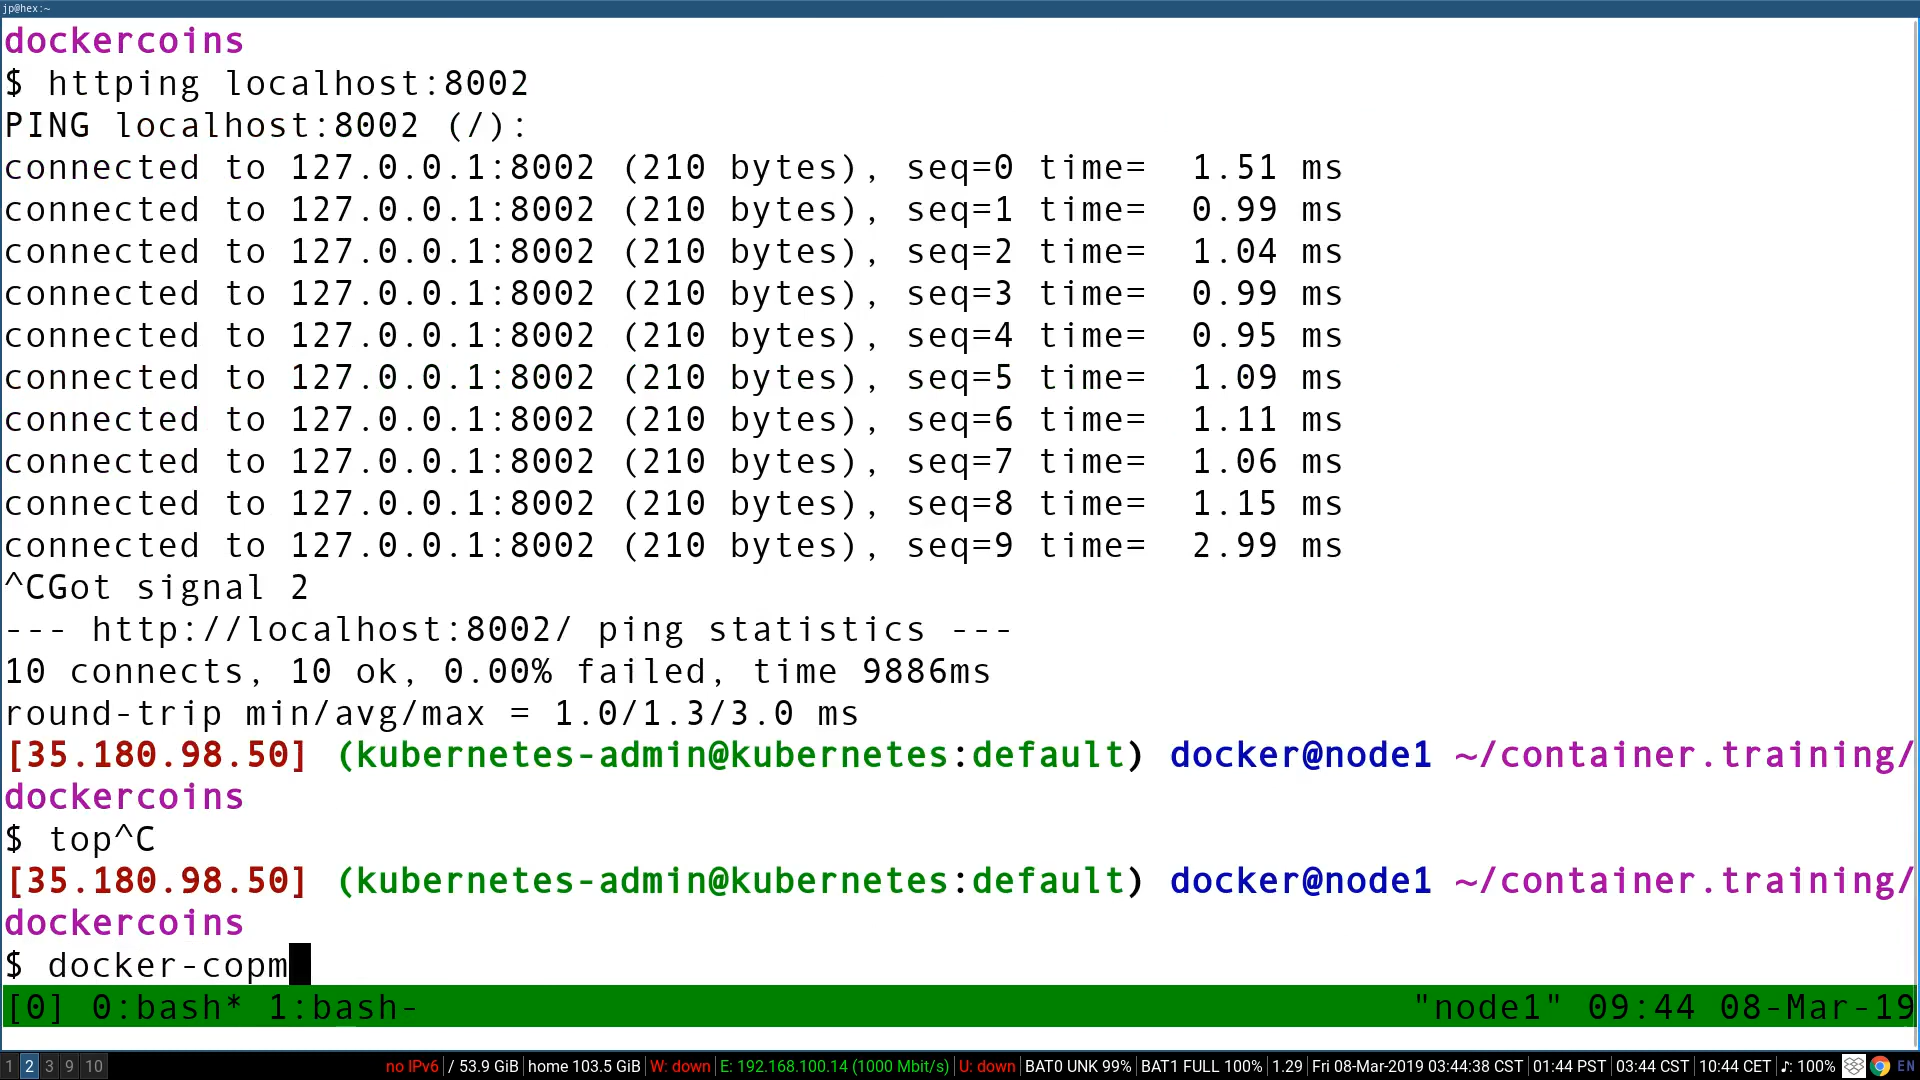 jp@hex:~
dockercoins
$ httping localhost:8002
PING localhost:8002 (/):
connected to 127.0.0.1:8002 (210 bytes), seq=0 time=  1.51 ms
connected to 127.0.0.1:8002 (210 bytes), seq=1 time=  0.99 ms
connected to 127.0.0.1:8002 (210 bytes), seq=2 time=  1.04 ms
connected to 127.0.0.1:8002 (210 bytes), seq=3 time=  0.99 ms
connected to 127.0.0.1:8002 (210 bytes), seq=4 time=  0.95 ms
connected to 127.0.0.1:8002 (210 bytes), seq=5 time=  1.09 ms
connected to 127.0.0.1:8002 (210 bytes), seq=6 time=  1.11 ms
connected to 127.0.0.1:8002 (210 bytes), seq=7 time=  1.06 ms
connected to 127.0.0.1:8002 (210 bytes), seq=8 time=  1.15 ms
connected to 127.0.0.1:8002 (210 bytes), seq=9 time=  2.99 ms
^CGot signal 2
--- http://localhost:8002/ ping statistics ---
10 connects, 10 ok, 0.00% failed, time 9886ms
round-trip min/avg/max = 1.0/1.3/3.0 ms
[35.180.98.50] (kubernetes-admin@kubernetes:default) docker@node1 ~/container.training/
dockercoins
$ top^C
[35.180.98.50] (kubernetes-admin@kubernetes:default) docker@node1 ~/container.training/
dockercoins
$ docker-copm
[0] 0:bash* 1:bash- "node1" 09:44 08-Mar-19
1 2 3 9 10 no IPv6 | / 53.9 GiB | home 103.5 GiB | W: down | E: 192.168.100.14 (1000 Mbit/s) | U: down | BAT0 UNK 99% | BAT1 FULL 100% | 1.29 | Fri 08-Mar-2019 03:44:38 CST | 01:44 PST | 03:44 CST | 10:44 CET | ♪: 100% EN